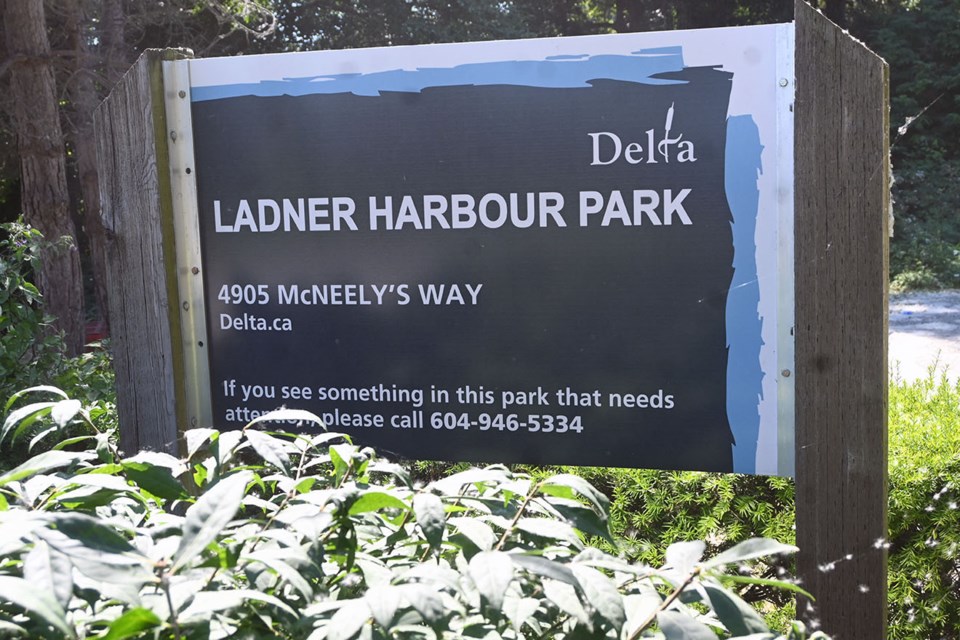 Delta
LADNER HARBOUR PARK
4905 McNEELY'S WAY
Delta.ca
If you see something in this park that needs
attention, please call 604-946-5334